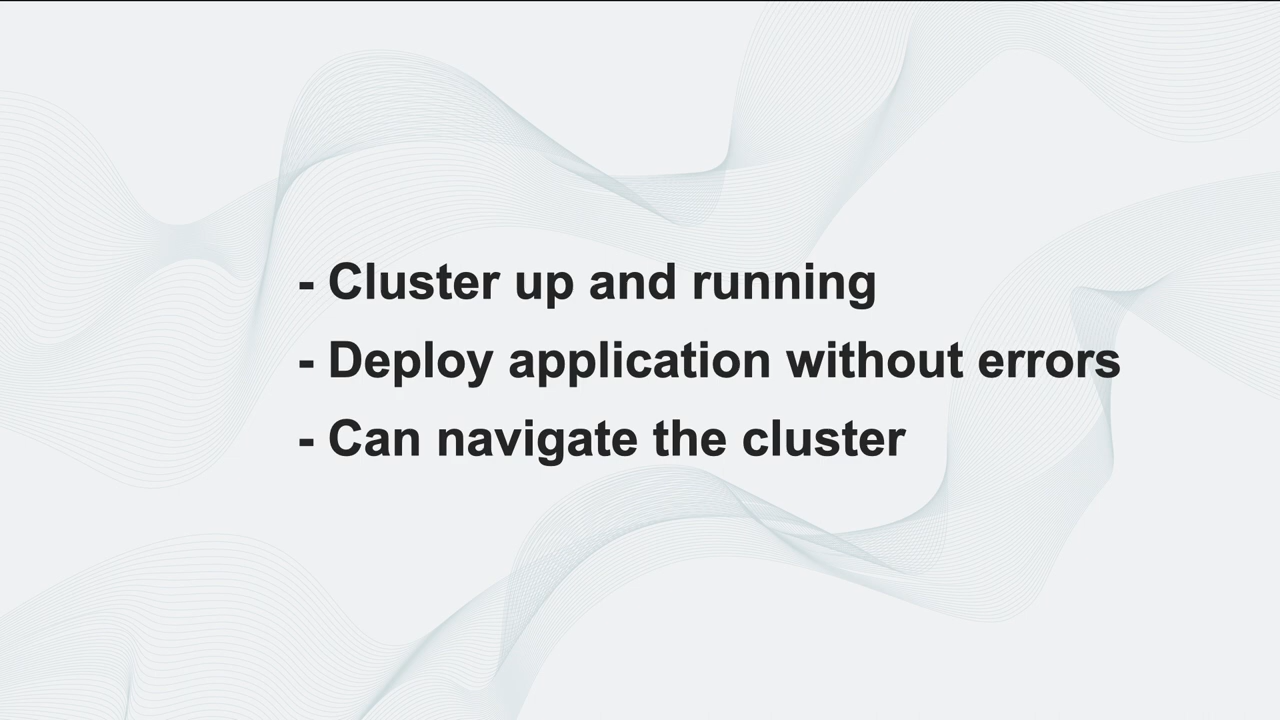 - Cluster up and running
- Deploy application without errors
- Can navigate the cluster